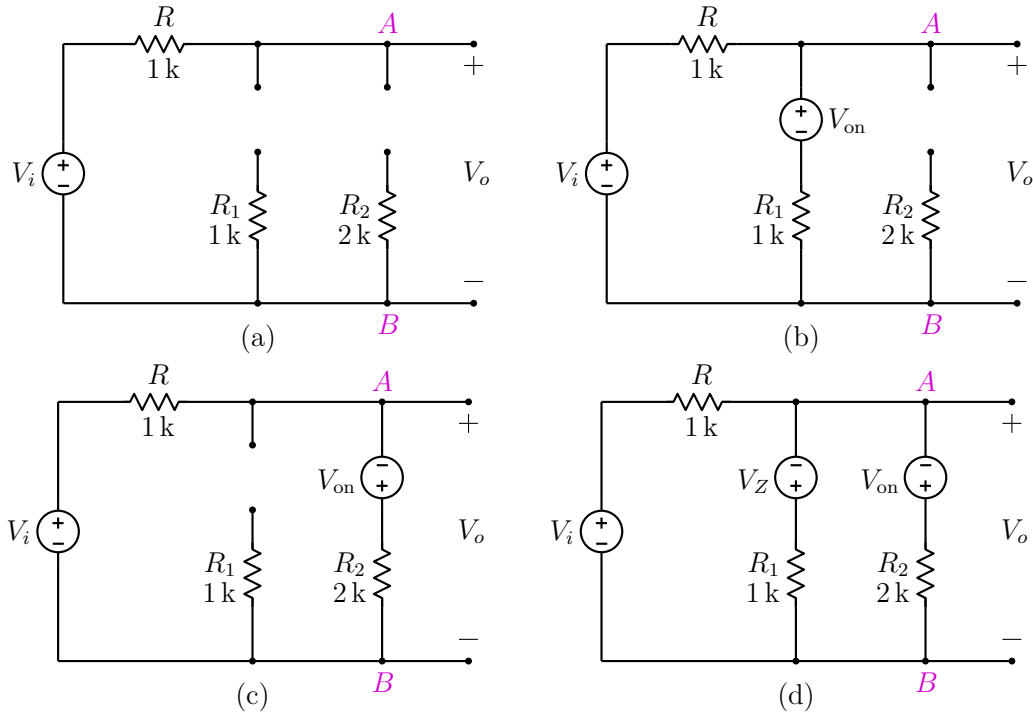 R
A
1 k
+
V_i
+
−
R_1
1 k
R_2
2 k
V_o
−
B
(a)
R
A
1 k
+
+
−
V_on
V_i
+
−
R_1
1 k
R_2
2 k
V_o
−
B
(b)
R
A
1 k
+
V_on
−
+
V_i
+
−
R_1
1 k
R_2
2 k
V_o
−
B
(c)
R
A
1 k
+
V_Z
−
+
V_on
−
+
V_i
+
−
R_1
1 k
R_2
2 k
V_o
−
B
(d)